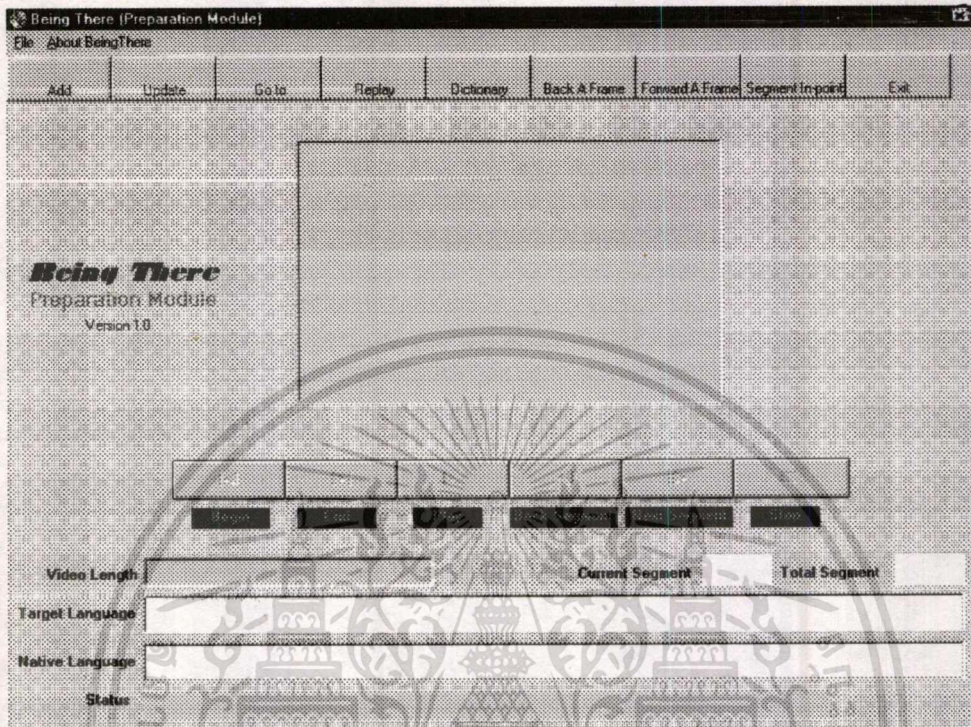 Being There (Preparation Module)
File About BeingThere
Add Update Go to Replay Dictionary Back A Frame Forward A Frame Segment In-point Exit
Being There
Preparation Module
Version 1.0
Begin Stop
Video Length Current Segment Total Segment
Target Language
Native Language
Status